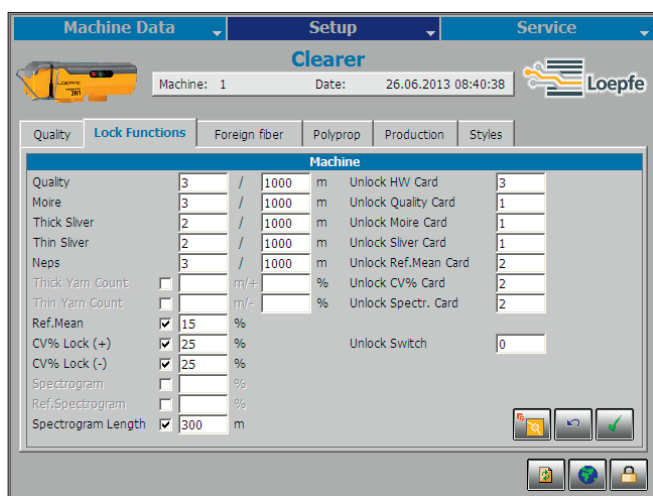 Machine Data Setup Service
Clearer
Machine: 1 Date: 26.06.2013 08:40:38
LOEPFE
3N1
Loepfe
Quality Lock Functions Foreign fiber Polyprop Production Styles
Machine
Quality 3 / 1000 m Unlock HW Card 3
Moire 3 / 1000 m Unlock Quality Card 1
Thick Sliver 2 / 1000 m Unlock Moire Card 1
Thin Sliver 2 / 1000 m Unlock Sliver Card 1
Neps 3 / 1000 m Unlock Ref.Mean Card 2
Thick Yarn Count m/+ % Unlock CV% Card 2
Thin Yarn Count m/- % Unlock Spectr. Card 2
Ref.Mean 15 %
CV% Lock (+) 25 % Unlock Switch 0
CV% Lock (-) 25 %
Spectrogram %
Ref.Spectrogram %
Spectrogram Length 300 m